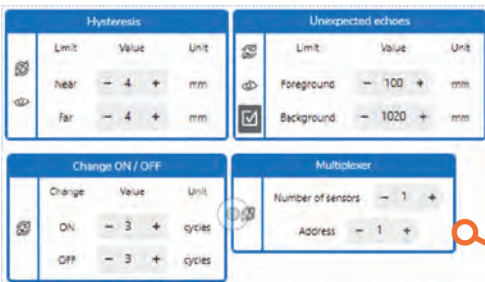 Hysteresis
Limit Value Unit
Near - 4 + mm
Far - 4 + mm
Unexpected echoes
Limit Value Unit
Foreground - 100 + mm
Background - 1020 + mm
Change ON / OFF
Change Value Unit
ON - 3 + cycles
OFF - 3 + cycles
Multiplexer
Number of sensors - 1 +
Address - 1 +